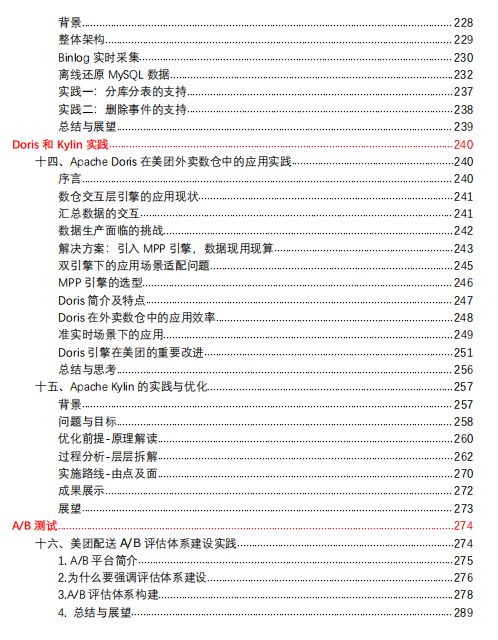 背景 228
整体架构 229
Binlog 实时采集 230
离线还原 MySQL 数据 232
实践一：分库分表的支持 237
实践二：删除事件的支持 238
总结与展望 239
Doris 和 Kylin 实践 240
十四、Apache Doris 在美团外卖数仓中的应用实践 240
序言 240
数仓交互层引擎的应用现状 241
汇总数据的交互 241
数据生产面临的挑战 242
解决方案：引入 MPP 引擎，数据现用现算 243
双引擎下的应用场景适配问题 245
MPP 引擎的选型 246
Doris 简介及特点 247
Doris 在外卖数仓中的应用效率 248
准实时场景下的应用 249
Doris 引擎在美团的重要改进 251
总结与思考 256
十五、Apache Kylin 的实践与优化 257
背景 257
问题与目标 258
优化前提-原理解读 260
过程分析-层层拆解 262
实施路线-由点及面 270
成果展示 272
展望 273
A/B 测试 274
十六、美团配送 A/B 评估体系建设实践 274
1. A/B 平台简介 275
2.为什么要强调评估体系建设 276
3.A/B 评估体系构建 278
4. 总结与展望 289